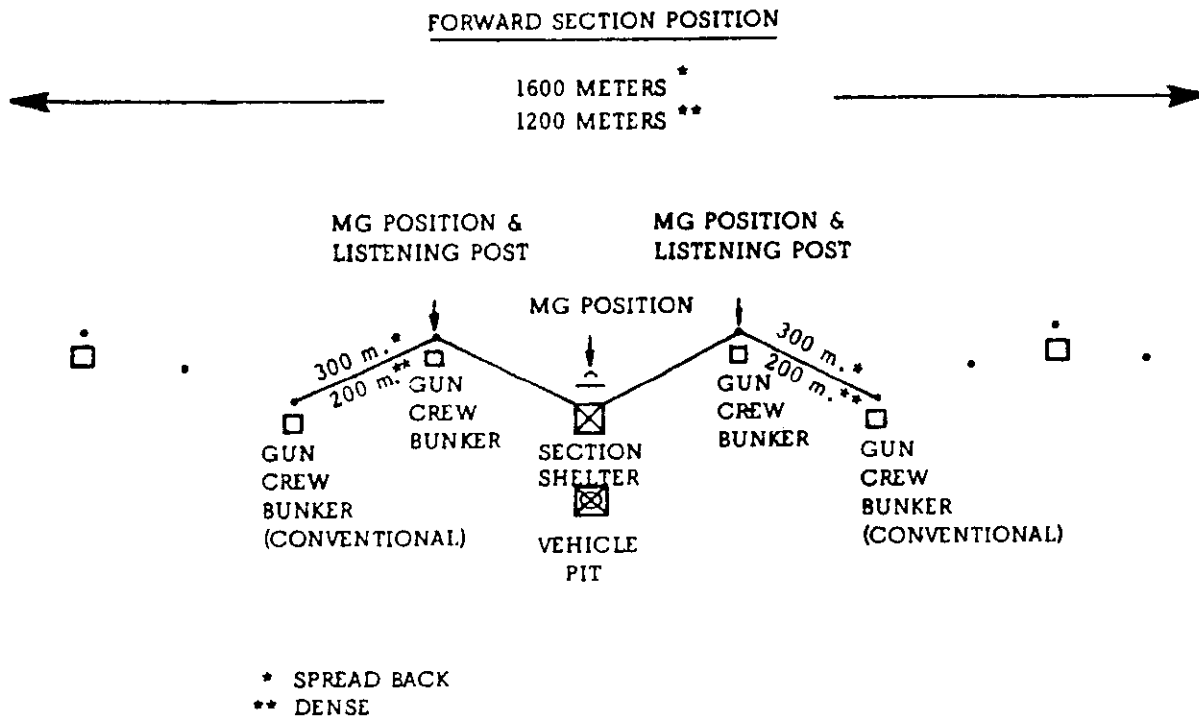 FORWARD SECTION POSITION
1600 METERS *
1200 METERS **
MG POSITION &
LISTENING POST
MG POSITION &
LISTENING POST
MG POSITION
300 m. *
200 m. **
300 m. *
200 m. **
GUN
CREW
BUNKER
GUN
CREW
BUNKER
GUN
CREW
BUNKER
(CONVENTIONAL)
SECTION
SHELTER
GUN
CREW
BUNKER
(CONVENTIONAL)
VEHICLE
PIT
* SPREAD BACK
** DENSE